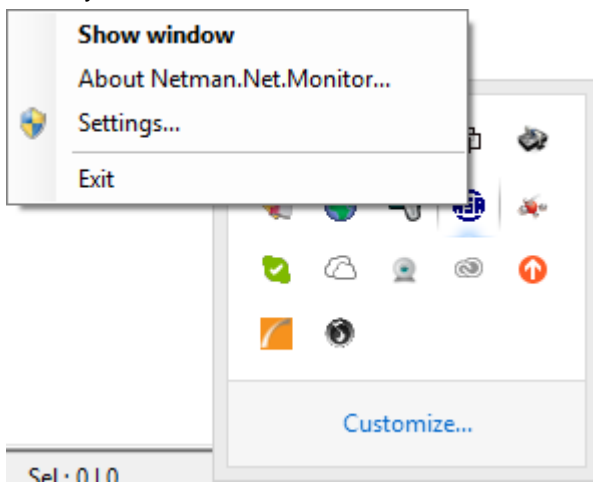 Show window
About Netman.Net.Monitor...
Settings...
Exit
Customize...
Sel : 0 | 0